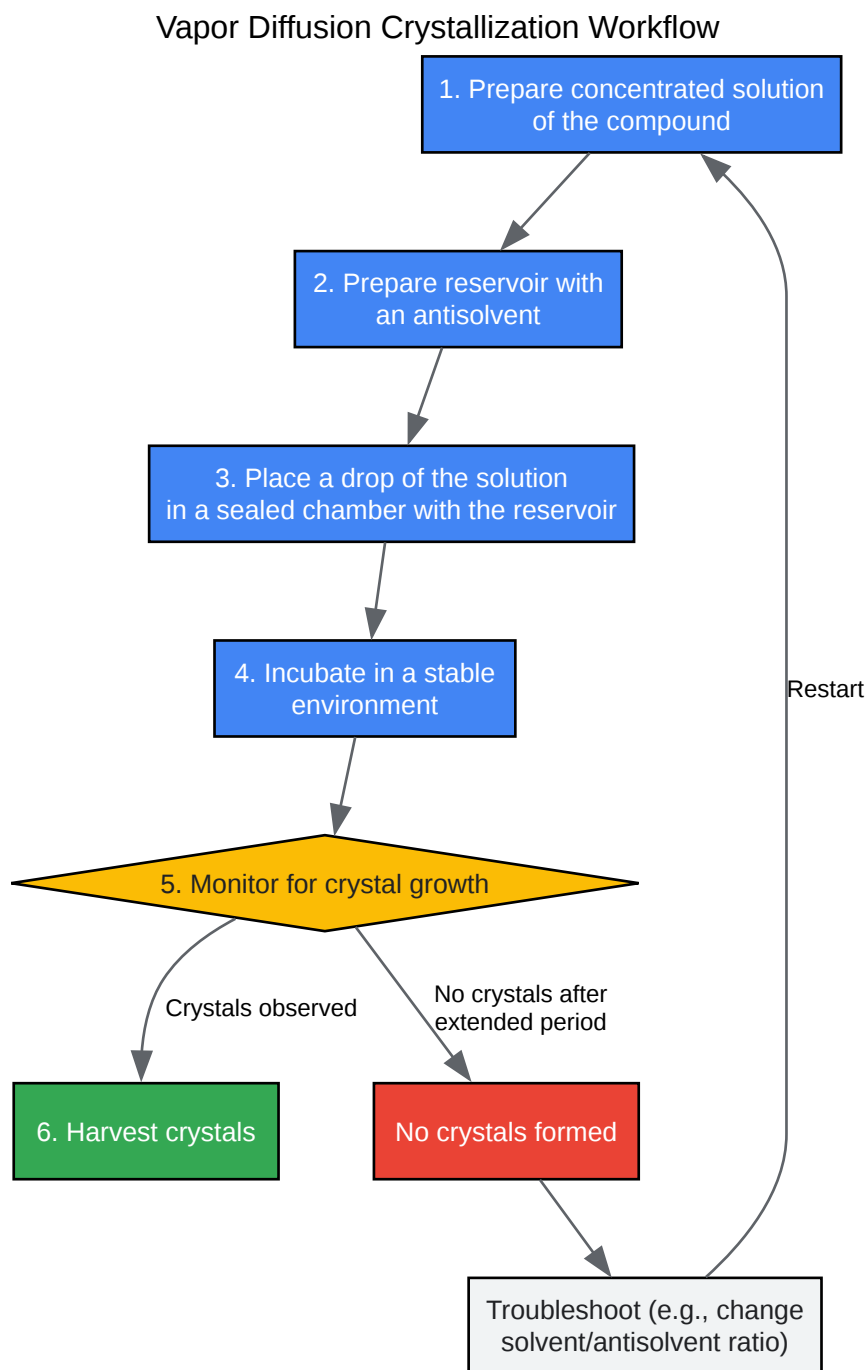 Vapor Diffusion Crystallization Workflow
1. Prepare concentrated solution
of the compound
2. Prepare reservoir with
an antisolvent
3. Place a drop of the solution
in a sealed chamber with the reservoir
4. Incubate in a stable
environment
Restart
5. Monitor for crystal growth
Crystals observed
No crystals after
extended period
6. Harvest crystals
No crystals formed
Troubleshoot (e.g., change
solvent/antisolvent ratio)